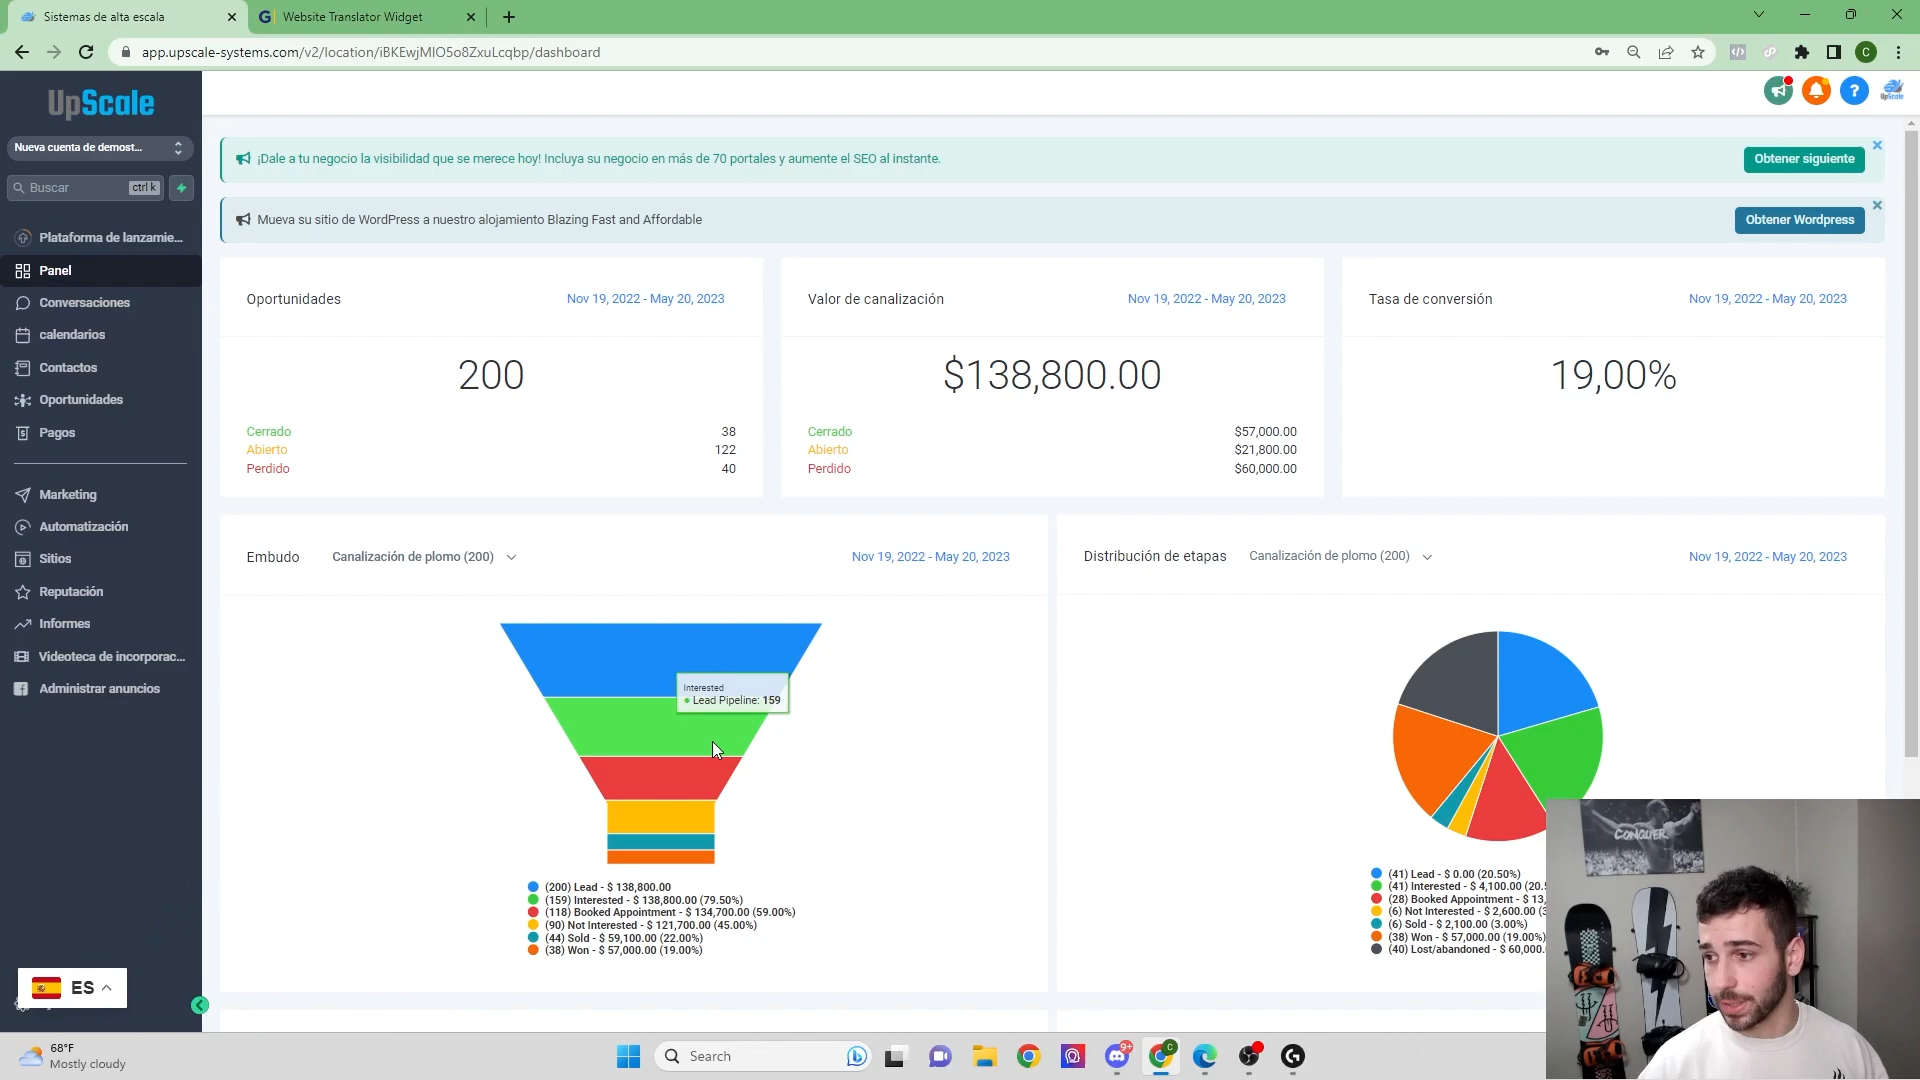 Sistemas de alta escala
Website Translator Widget
app.upscale-systems.com/v2/location/iBKEwjMIO5o8ZxuLcqbp/dashboard
UpScale
Nueva cuenta de demost...
Buscar
ctrl k
Plataforma de lanzamie...
Panel
Conversaciones
calendarios
Contactos
Oportunidades
Pagos
Marketing
Automatización
Sitios
Reputación
Informes
Videoteca de incorporac...
Administrar anuncios
ES
¡Dale a tu negocio la visibilidad que se merece hoy! Incluya su negocio en más de 70 portales y aumente el SEO al instante.
Obtener siguiente
Mueva su sitio de WordPress a nuestro alojamiento Blazing Fast and Affordable
Obtener Wordpress
Oportunidades
Nov 19, 2022 - May 20, 2023
200
Cerrado 38
Abierto 122
Perdido 40
Valor de canalización
Nov 19, 2022 - May 20, 2023
$138,800.00
Cerrado $57,000.00
Abierto $21,800.00
Perdido $60,000.00
Tasa de conversión
Nov 19, 2022 - May 20, 2023
19,00%
Embudo
Canalización de plomo (200)
Nov 19, 2022 - May 20, 2023
Interested
Lead Pipeline: 159
(200) Lead - $ 138,800.00
(159) Interested - $ 138,800.00 (79.50%)
(118) Booked Appointment - $ 134,700.00 (59.00%)
(90) Not Interested - $ 121,700.00 (45.00%)
(44) Sold - $ 59,100.00 (22.00%)
(38) Won - $ 57,000.00 (19.00%)
Distribución de etapas
Canalización de plomo (200)
Nov 19, 2022 - May 20, 2023
(41) Lead - $ 0.00 (20.50%)
(41) Interested - $ 4,100.00 (20.5
(28) Booked Appointment - $ 13,
(6) Not Interested - $ 2,600.00 (3
(6) Sold - $ 2,100.00 (3.00%)
(38) Won - $ 57,000.00 (19.00%)
(40) Lost/abandoned - $ 60,000.
CONQUER
68°F
Mostly cloudy
Search
9+